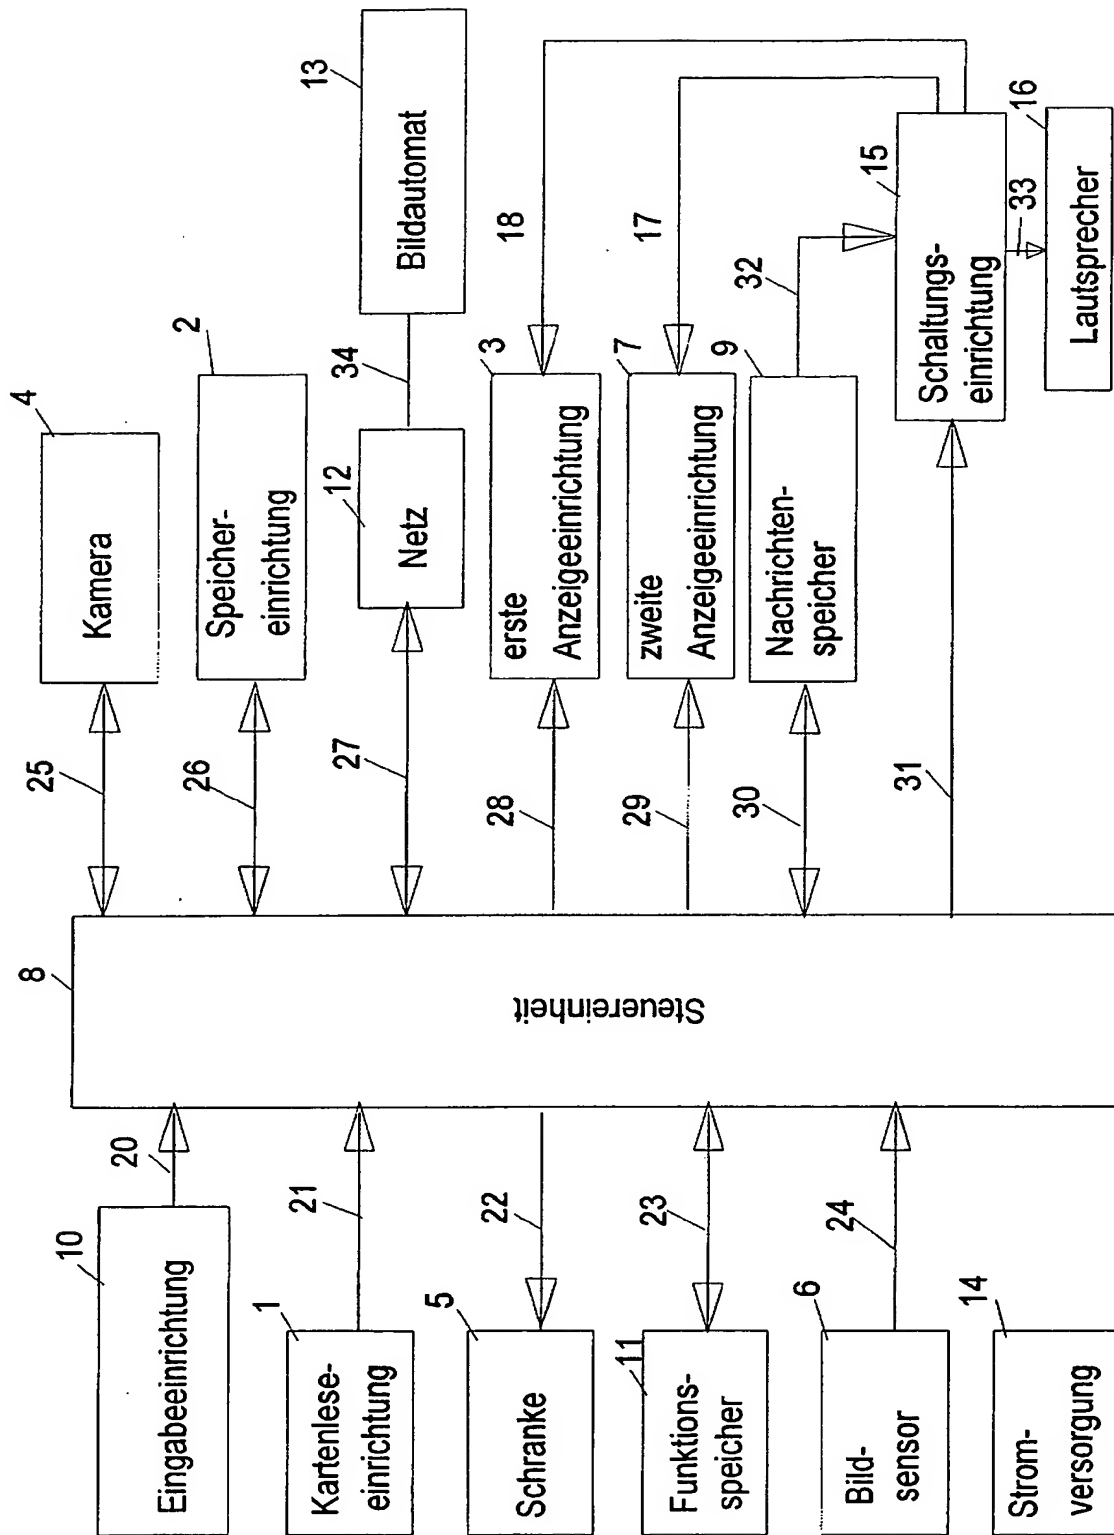 14
Strom-
versorgung
6
Bild-
sensor
11
Funktions-
speicher
5
Schranke
1
Kartenlese-
einrichtung
10
Eingabeeinrichtung
24
23
22
21
20
8
Steuereinheit
31
30
29
28
27
26
25
9
Nachrichten-
speicher
7
zweite
Anzeigeeinrichtung
3
erste
Anzeigeeinrichtung
12
Netz
2
Speicher-
einrichtung
4
Kamera
32
17
18
34
13
Bildautomat
15
Schaltungs-
einrichtung
33
16
Lautsprecher